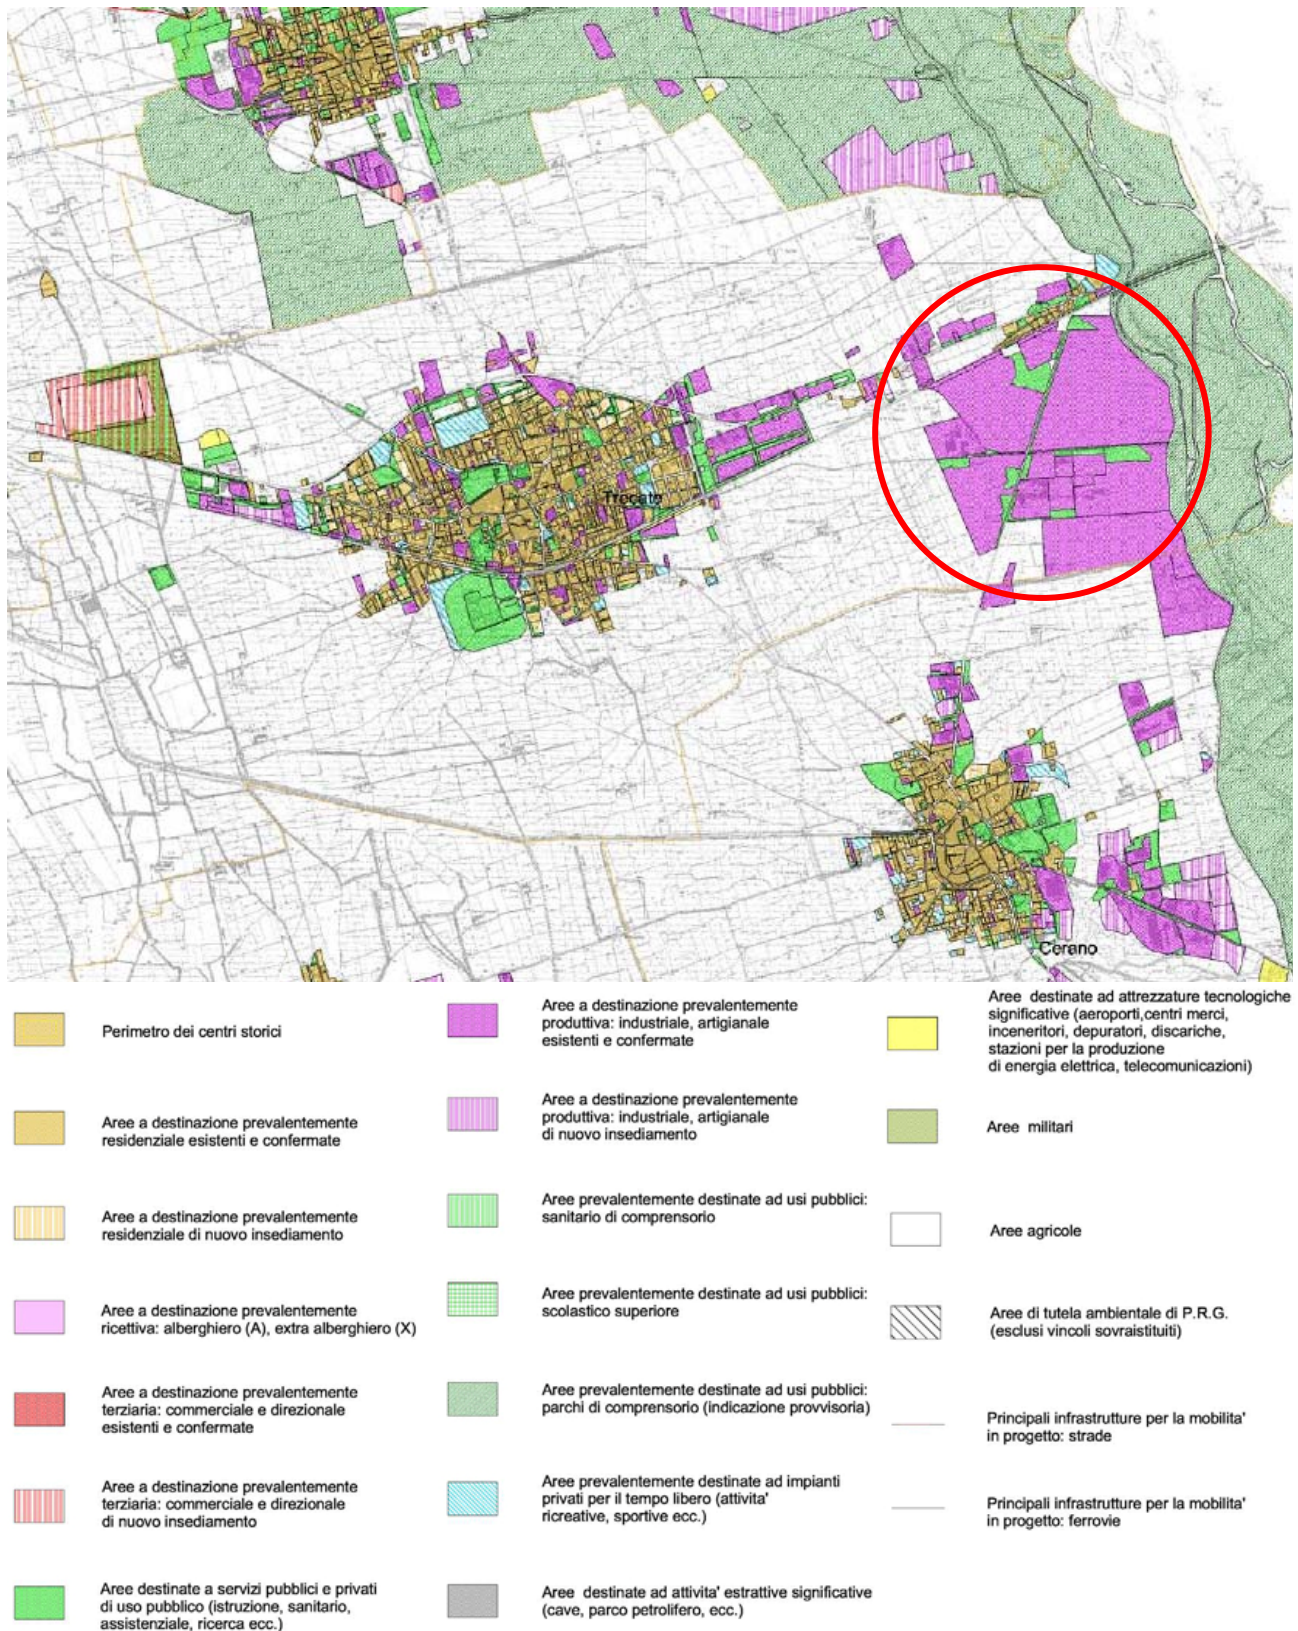 Trecate
Cerano
Perimetro dei centri storici
Aree a destinazione prevalentemente
residenziale esistenti e confermate
Aree a destinazione prevalentemente
residenziale di nuovo insediamento
Aree a destinazione prevalentemente
ricettiva: alberghiero (A), extra alberghiero (X)
Aree a destinazione prevalentemente
terziaria: commerciale e direzionale
esistenti e confermate
Aree a destinazione prevalentemente
terziaria: commerciale e direzionale
di nuovo insediamento
Aree destinate a servizi pubblici e privati
di uso pubblico (istruzione, sanitario,
assistenziale, ricerca ecc.)
Aree a destinazione prevalentemente
produttiva: industriale, artigianale
esistenti e confermate
Aree a destinazione prevalentemente
produttiva: industriale, artigianale
di nuovo insediamento
Aree prevalentemente destinate ad usi pubblici:
sanitario di comprensorio
Aree prevalentemente destinate ad usi pubblici:
scolastico superiore
Aree prevalentemente destinate ad usi pubblici:
parchi di comprensorio (indicazione provvisoria)
Aree prevalentemente destinate ad impianti
privati per il tempo libero (attivita'
ricreative, sportive ecc.)
Aree destinate ad attivita' estrattive significative
(cave, parco petrolifero, ecc.)
Aree destinate ad attrezzature tecnologiche
significative (aeroporti,centri merci,
inceneritori, depuratori, discariche,
stazioni per la produzione
di energia elettrica, telecomunicazioni)
Aree militari
Aree agricole
Aree di tutela ambientale di P.R.G.
(esclusi vincoli sovraistituiti)
Principali infrastrutture per la mobilita'
in progetto: strade
Principali infrastrutture per la mobilita'
in progetto: ferrovie